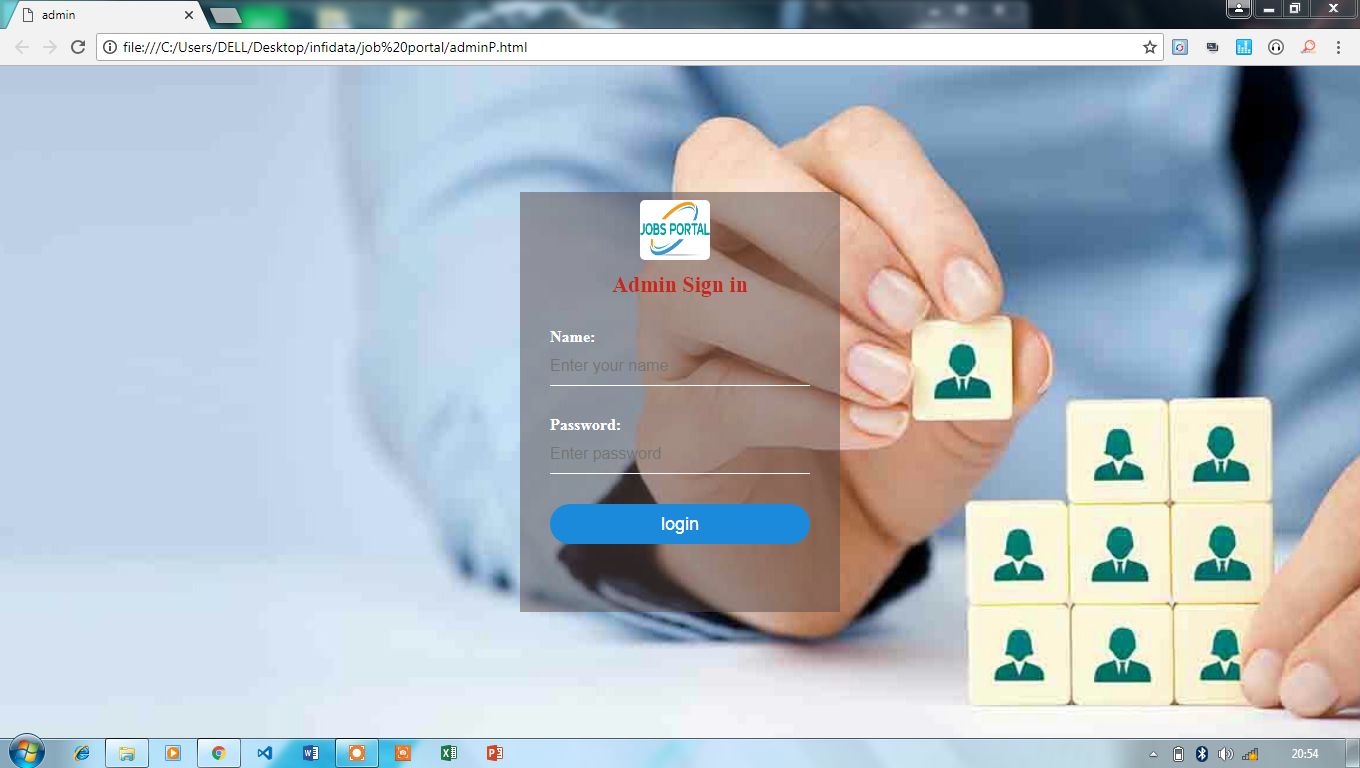 admin
file:///C:/Users/DELL/Desktop/infidata/job%20portal/adminP.html
JOBS PORTAL
Admin Sign in
Name:
Enter your name
Password:
Enter password
login
20:54